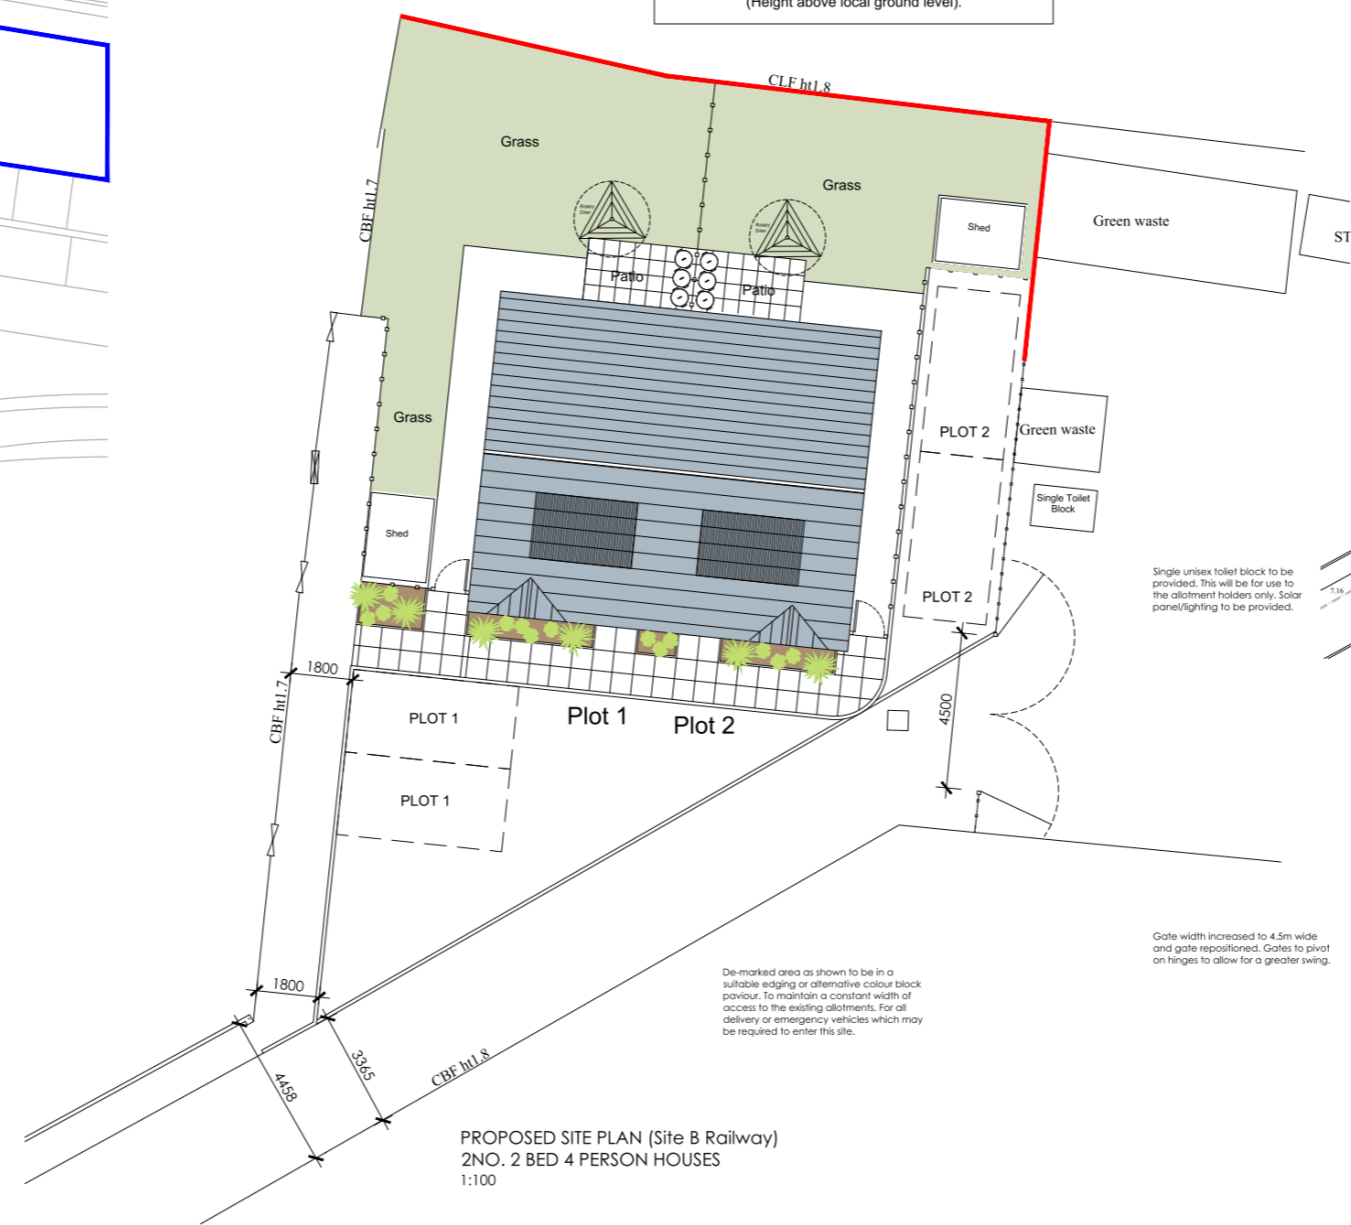 (Height above local ground level).
CLF ht1.8
Grass
Grass
CBF ht1.7
Rotary
Drier
Rotary
Drier
Shed
Green waste
ST
Patio
Patio
Grass
PLOT 2
Green waste
Single Toilet
Block
Shed
Single unisex toliet block to be
provided. This will be for use to
the allotment holders only. Solar
panel/lighting to be provided.
7.16
PLOT 2
1800
CBF ht1.7
PLOT 1
Plot 1
Plot 2
4500
PLOT 1
Gate width increased to 4.5m wide
and gate repositioned. Gates to pivot
on hinges to allow for a greater swing.
De-marked area as shown to be in a
suitable edging or alternative colour block
paviour. To maintain a constant width of
access to the existing allotments. For all
delivery or emergency vehicles which may
be required to enter this site.
1800
3365
4458
CBF ht1.8
PROPOSED SITE PLAN (Site B Railway)
2NO. 2 BED 4 PERSON HOUSES
1:100